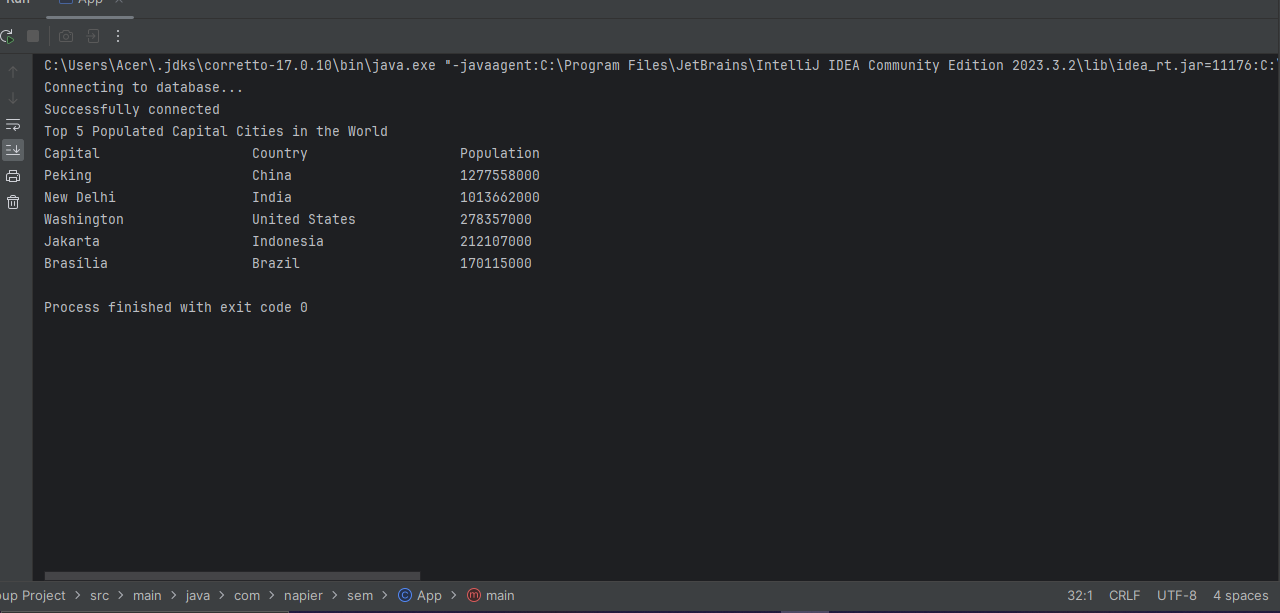 Run App
C:\Users\Acer\.jdks\corretto-17.0.10\bin\java.exe "-javaagent:C:\Program Files\JetBrains\IntelliJ IDEA Community Edition 2023.3.2\lib\idea_rt.jar=11176:C:\
Connecting to database...
Successfully connected
Top 5 Populated Capital Cities in the World
Capital Country Population
Peking China 1277558000
New Delhi India 1013662000
Washington United States 278357000
Jakarta Indonesia 212107000
Brasília Brazil 170115000
Process finished with exit code 0
oup Project > src > main > java > com > napier > sem > App > main 32:1 CRLF UTF-8 4 spaces